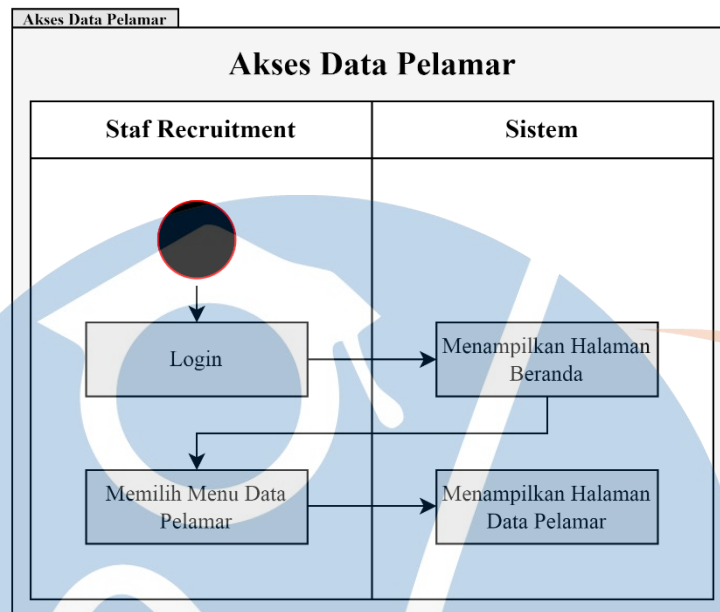 Akses Data Pelamar
Akses Data Pelamar
Staf Recruitment
Sistem
Login
Menampilkan Halaman
Beranda
Memilih Menu Data
Pelamar
Menampilkan Halaman
Data Pelamar